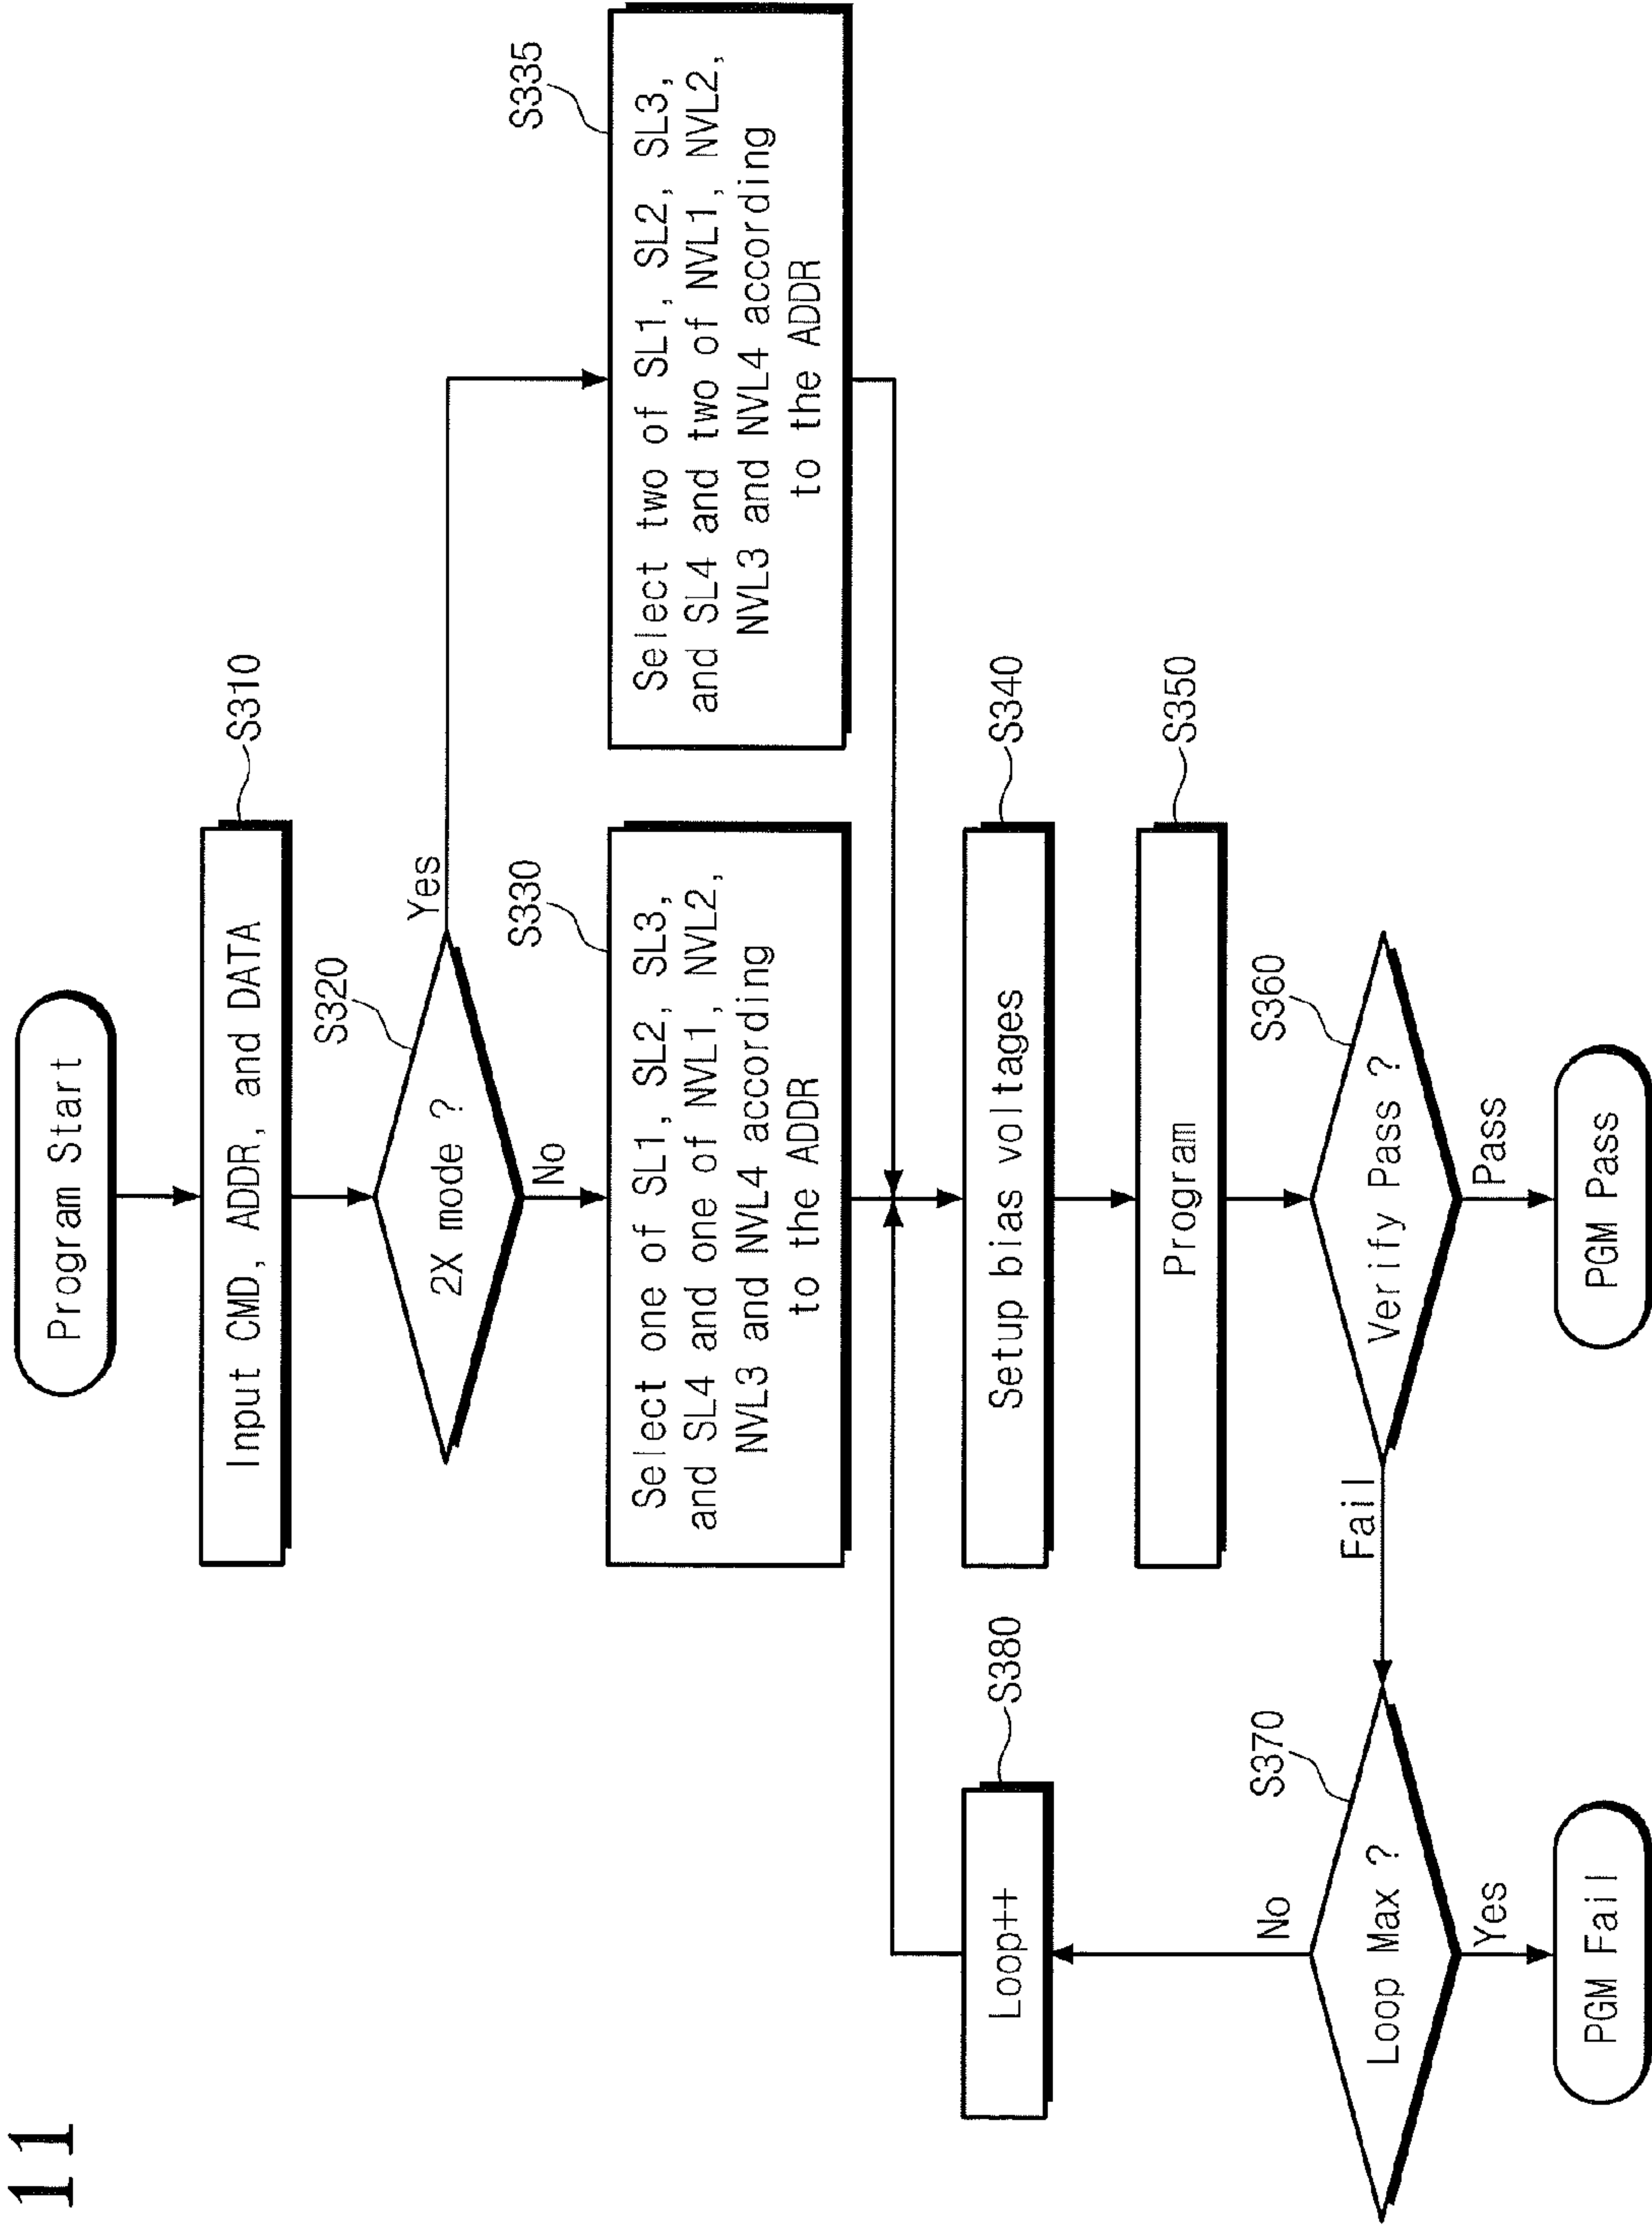 11
Program Start
S310
Input CMD, ADDR, and DATA
S320
2X mode ?
Yes
No
S330
Select one of SL1, SL2, SL3,
and SL4 and one of NVL1, NVL2,
NVL3 and NVL4 according
to the ADDR
S335
Select two of SL1, SL2, SL3,
and SL4 and two of NVL1, NVL2,
NVL3 and NVL4 according
to the ADDR
S340
Setup bias voltages
S380
Loop++
S350
Program
S360
Verify Pass ?
Fail
Pass
S370
Loop Max ?
No
Yes
PGM Fail
PGM Pass